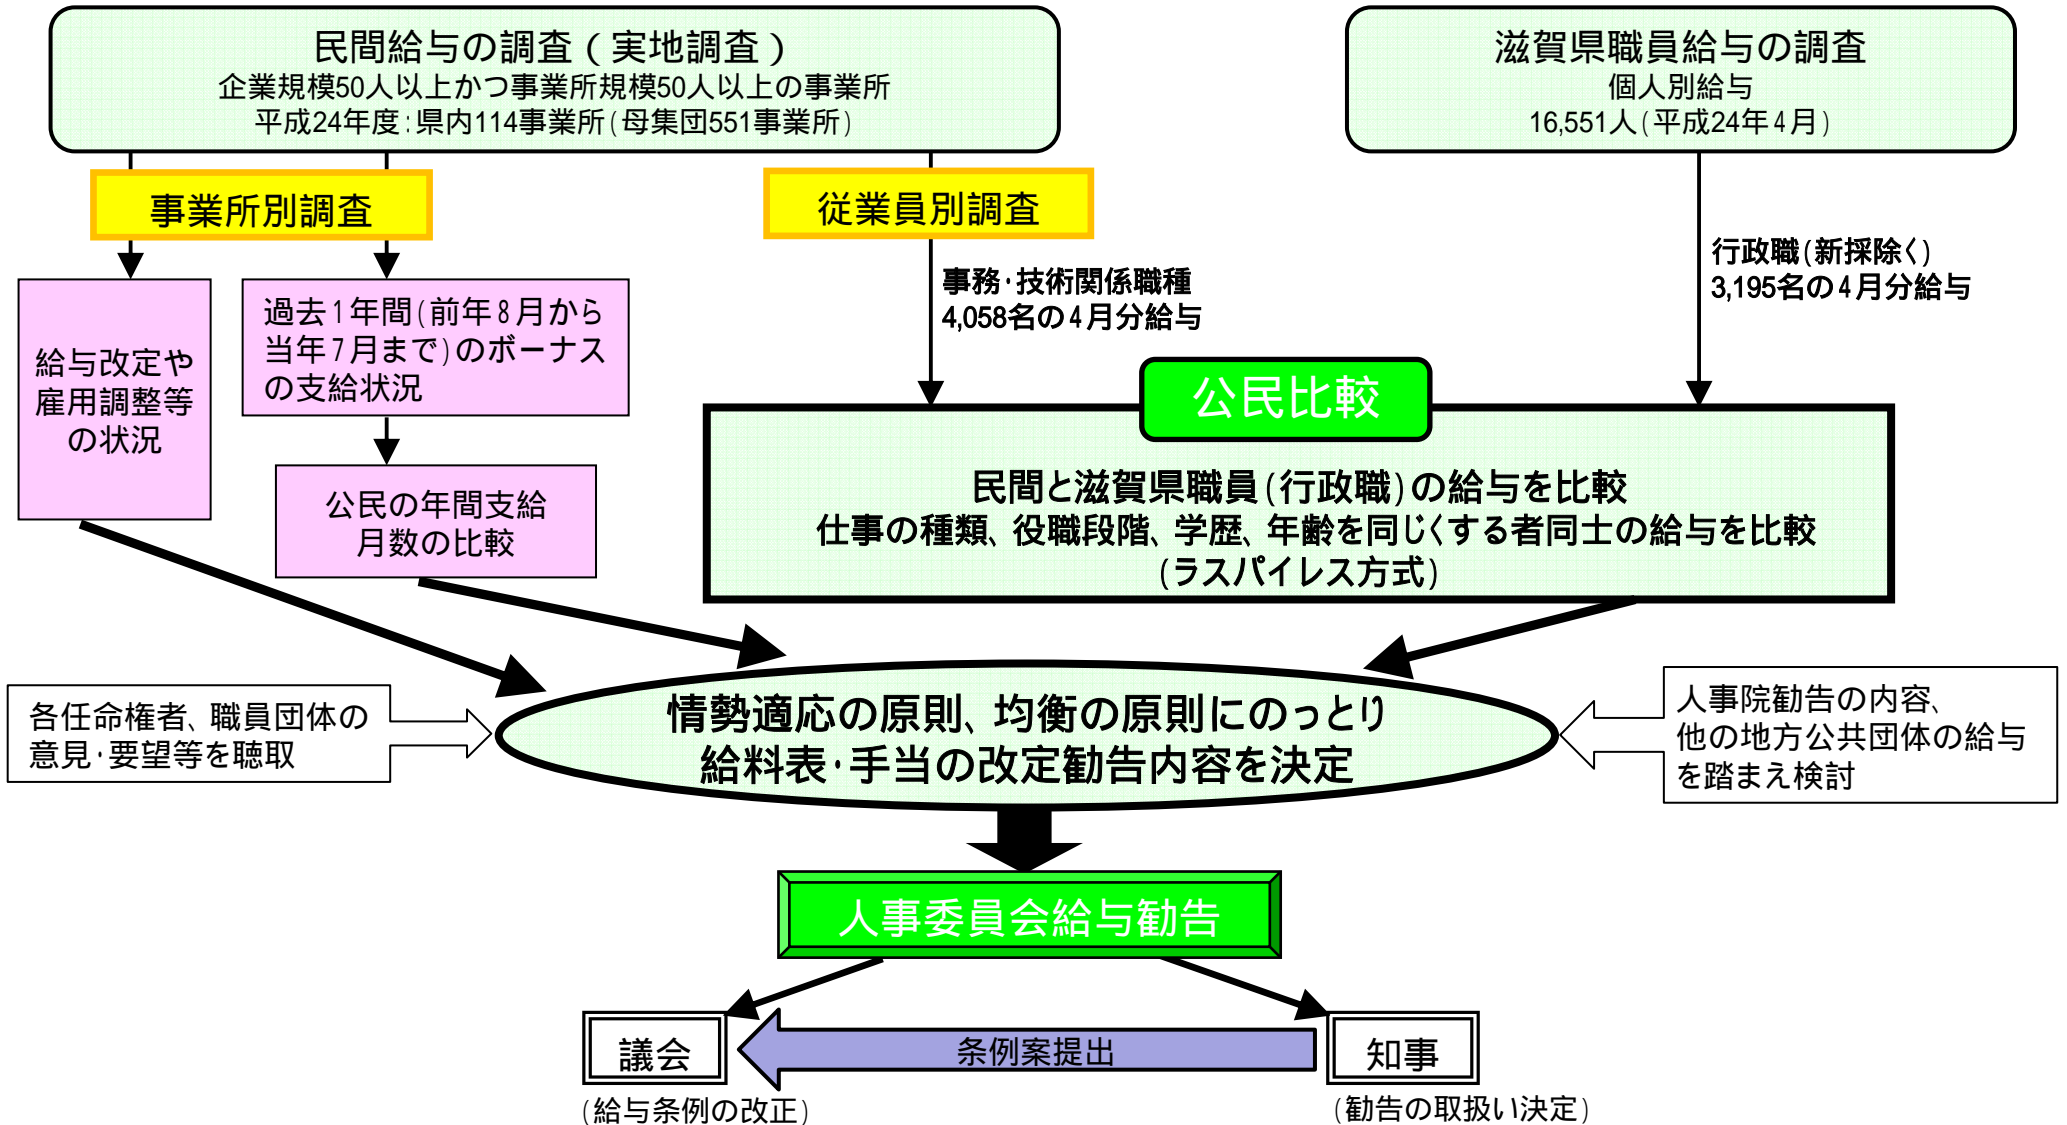 民間給与の調査(実地調査)
企業規模50人以上かつ事業所規模50人以上の事業所
平成24年度:県内114事業所(母集団551事業所)
滋賀県職員給与の調査
個人別給与
16,551人(平成24年4月)
事業所別調査
従業員別調査
事務・技術関係職種
4,058名の4月分給与
行政職(新採除く)
3,195名の4月分給与
給与改定や
雇用調整等
の状況
過去1年間(前年8月から
当年7月まで)のボーナス
の支給状況
公民の年間支給
月数の比較
公民比較
民間と滋賀県職員(行政職)の給与を比較
仕事の種類、役職段階、学歴、年齢を同じくする者同士の給与を比較
(ラスパイレス方式)
各任命権者、職員団体の
意見・要望等を聴取
情勢適応の原則、均衡の原則にのっとり
給料表・手当の改定勧告内容を決定
人事院勧告の内容、
他の地方公共団体の給与
を踏まえ検討
人事委員会給与勧告
議会
条例案提出
知事
(給与条例の改正)
(勧告の取扱い決定)